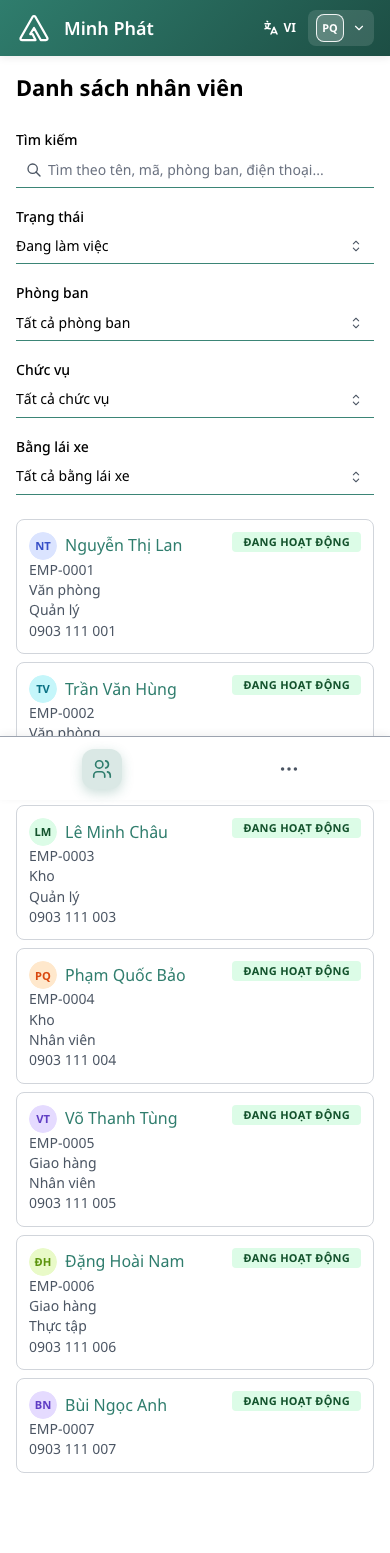 Minh Phát
VI
PQ
Danh sách nhân viên
Tìm kiếm
Tìm theo tên, mã, phòng ban, điện thoại...
Trạng thái
Đang làm việc
Phòng ban
Tất cả phòng ban
Chức vụ
Tất cả chức vụ
Bằng lái xe
Tất cả bằng lái xe
NT Nguyễn Thị Lan ĐANG HOẠT ĐỘNG
EMP-0001
Văn phòng
Quản lý
0903 111 001
TV Trần Văn Hùng ĐANG HOẠT ĐỘNG
EMP-0002
Văn phòng
LM Lê Minh Châu ĐANG HOẠT ĐỘNG
EMP-0003
Kho
Quản lý
0903 111 003
PQ Phạm Quốc Bảo ĐANG HOẠT ĐỘNG
EMP-0004
Kho
Nhân viên
0903 111 004
VT Võ Thanh Tùng ĐANG HOẠT ĐỘNG
EMP-0005
Giao hàng
Nhân viên
0903 111 005
ĐH Đặng Hoài Nam ĐANG HOẠT ĐỘNG
EMP-0006
Giao hàng
Thực tập
0903 111 006
BN Bùi Ngọc Anh ĐANG HOẠT ĐỘNG
EMP-0007
0903 111 007